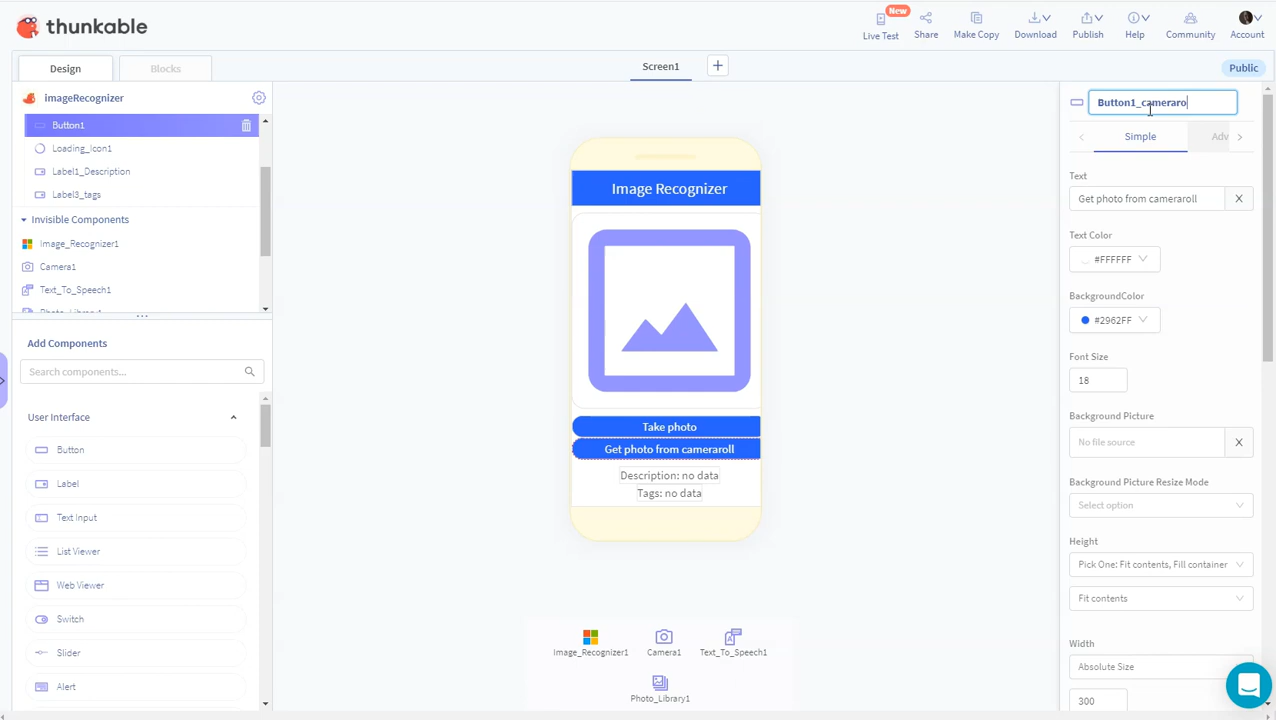 thunkable
New
Live Test
Share
Make Copy
Download
Publish
Help
Community
Account
Design
Blocks
Screen1
Public
imageRecognizer
Button1
Loading_Icon1
Label1_Description
Label3_tags
Invisible Components
Image_Recognizer1
Camera1
Text_To_Speech1
Photo_Library1
Add Components
Search components...
User Interface
Button
Label
Text Input
List Viewer
Web Viewer
Switch
Slider
Alert
Image Recognizer
Take photo
Get photo from cameraroll
Description: no data
Tags: no data
Image_Recognizer1
Camera1
Text_To_Speech1
Photo_Library1
Button1_cameraro
Simple
Adv
Text
Get photo from cameraroll
X
Text Color
#FFFFFF
BackgroundColor
#2962FF
Font Size
18
Background Picture
No file source
X
Background Picture Resize Mode
Select option
Height
Pick One: Fit contents, Fill container
Fit contents
Width
Absolute Size
300